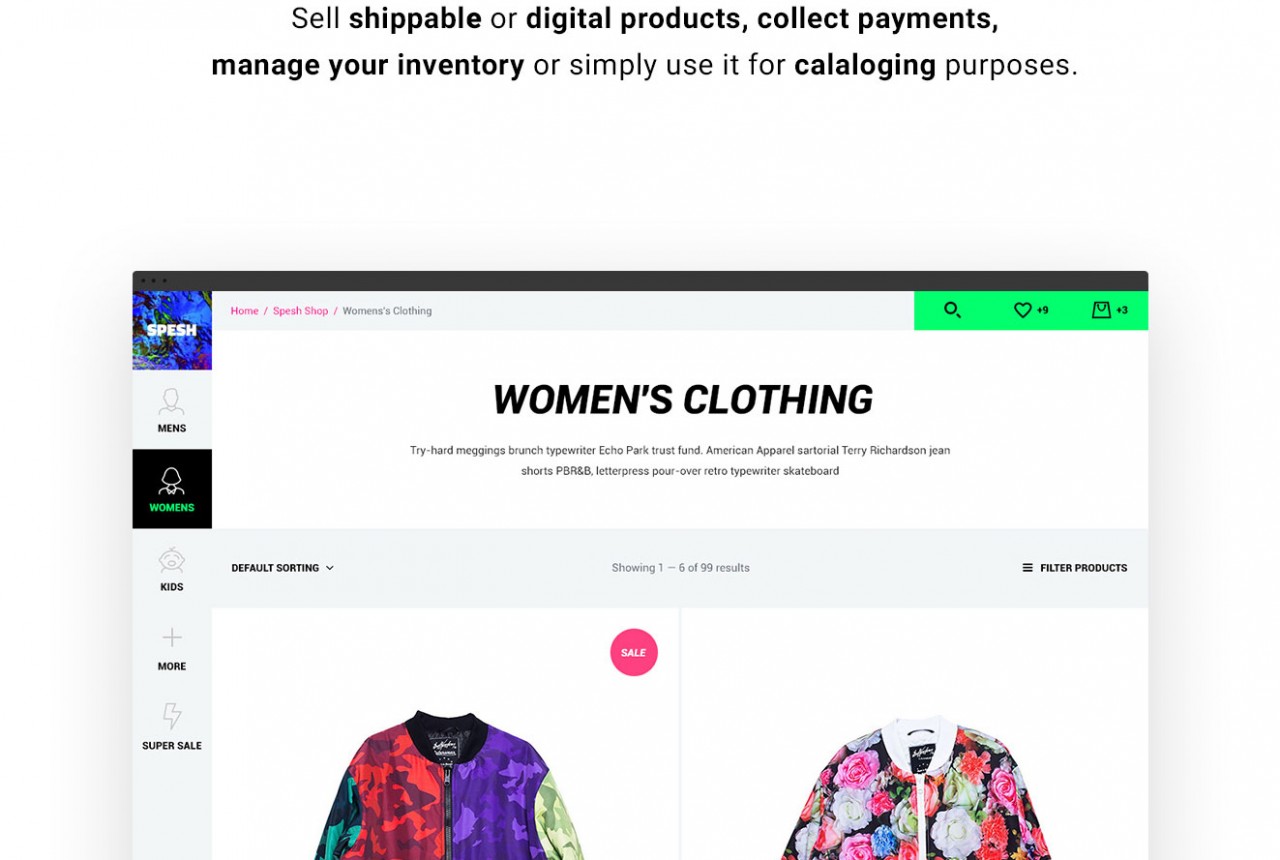 Sell shippable or digital products, collect payments,
manage your inventory or simply use it for calaloging purposes.
SPESH
Home / Spesh Shop / Womens's Clothing
+9
+3
MENS
WOMENS
KIDS
MORE
SUPER SALE
WOMEN'S CLOTHING
Try-hard meggings brunch typewriter Echo Park trust fund. American Apparel sartorial Terry Richardson jean
shorts PBR&B, letterpress pour-over retro typewriter skateboard
DEFAULT SORTING
Showing 1 — 6 of 99 results
FILTER PRODUCTS
SALE